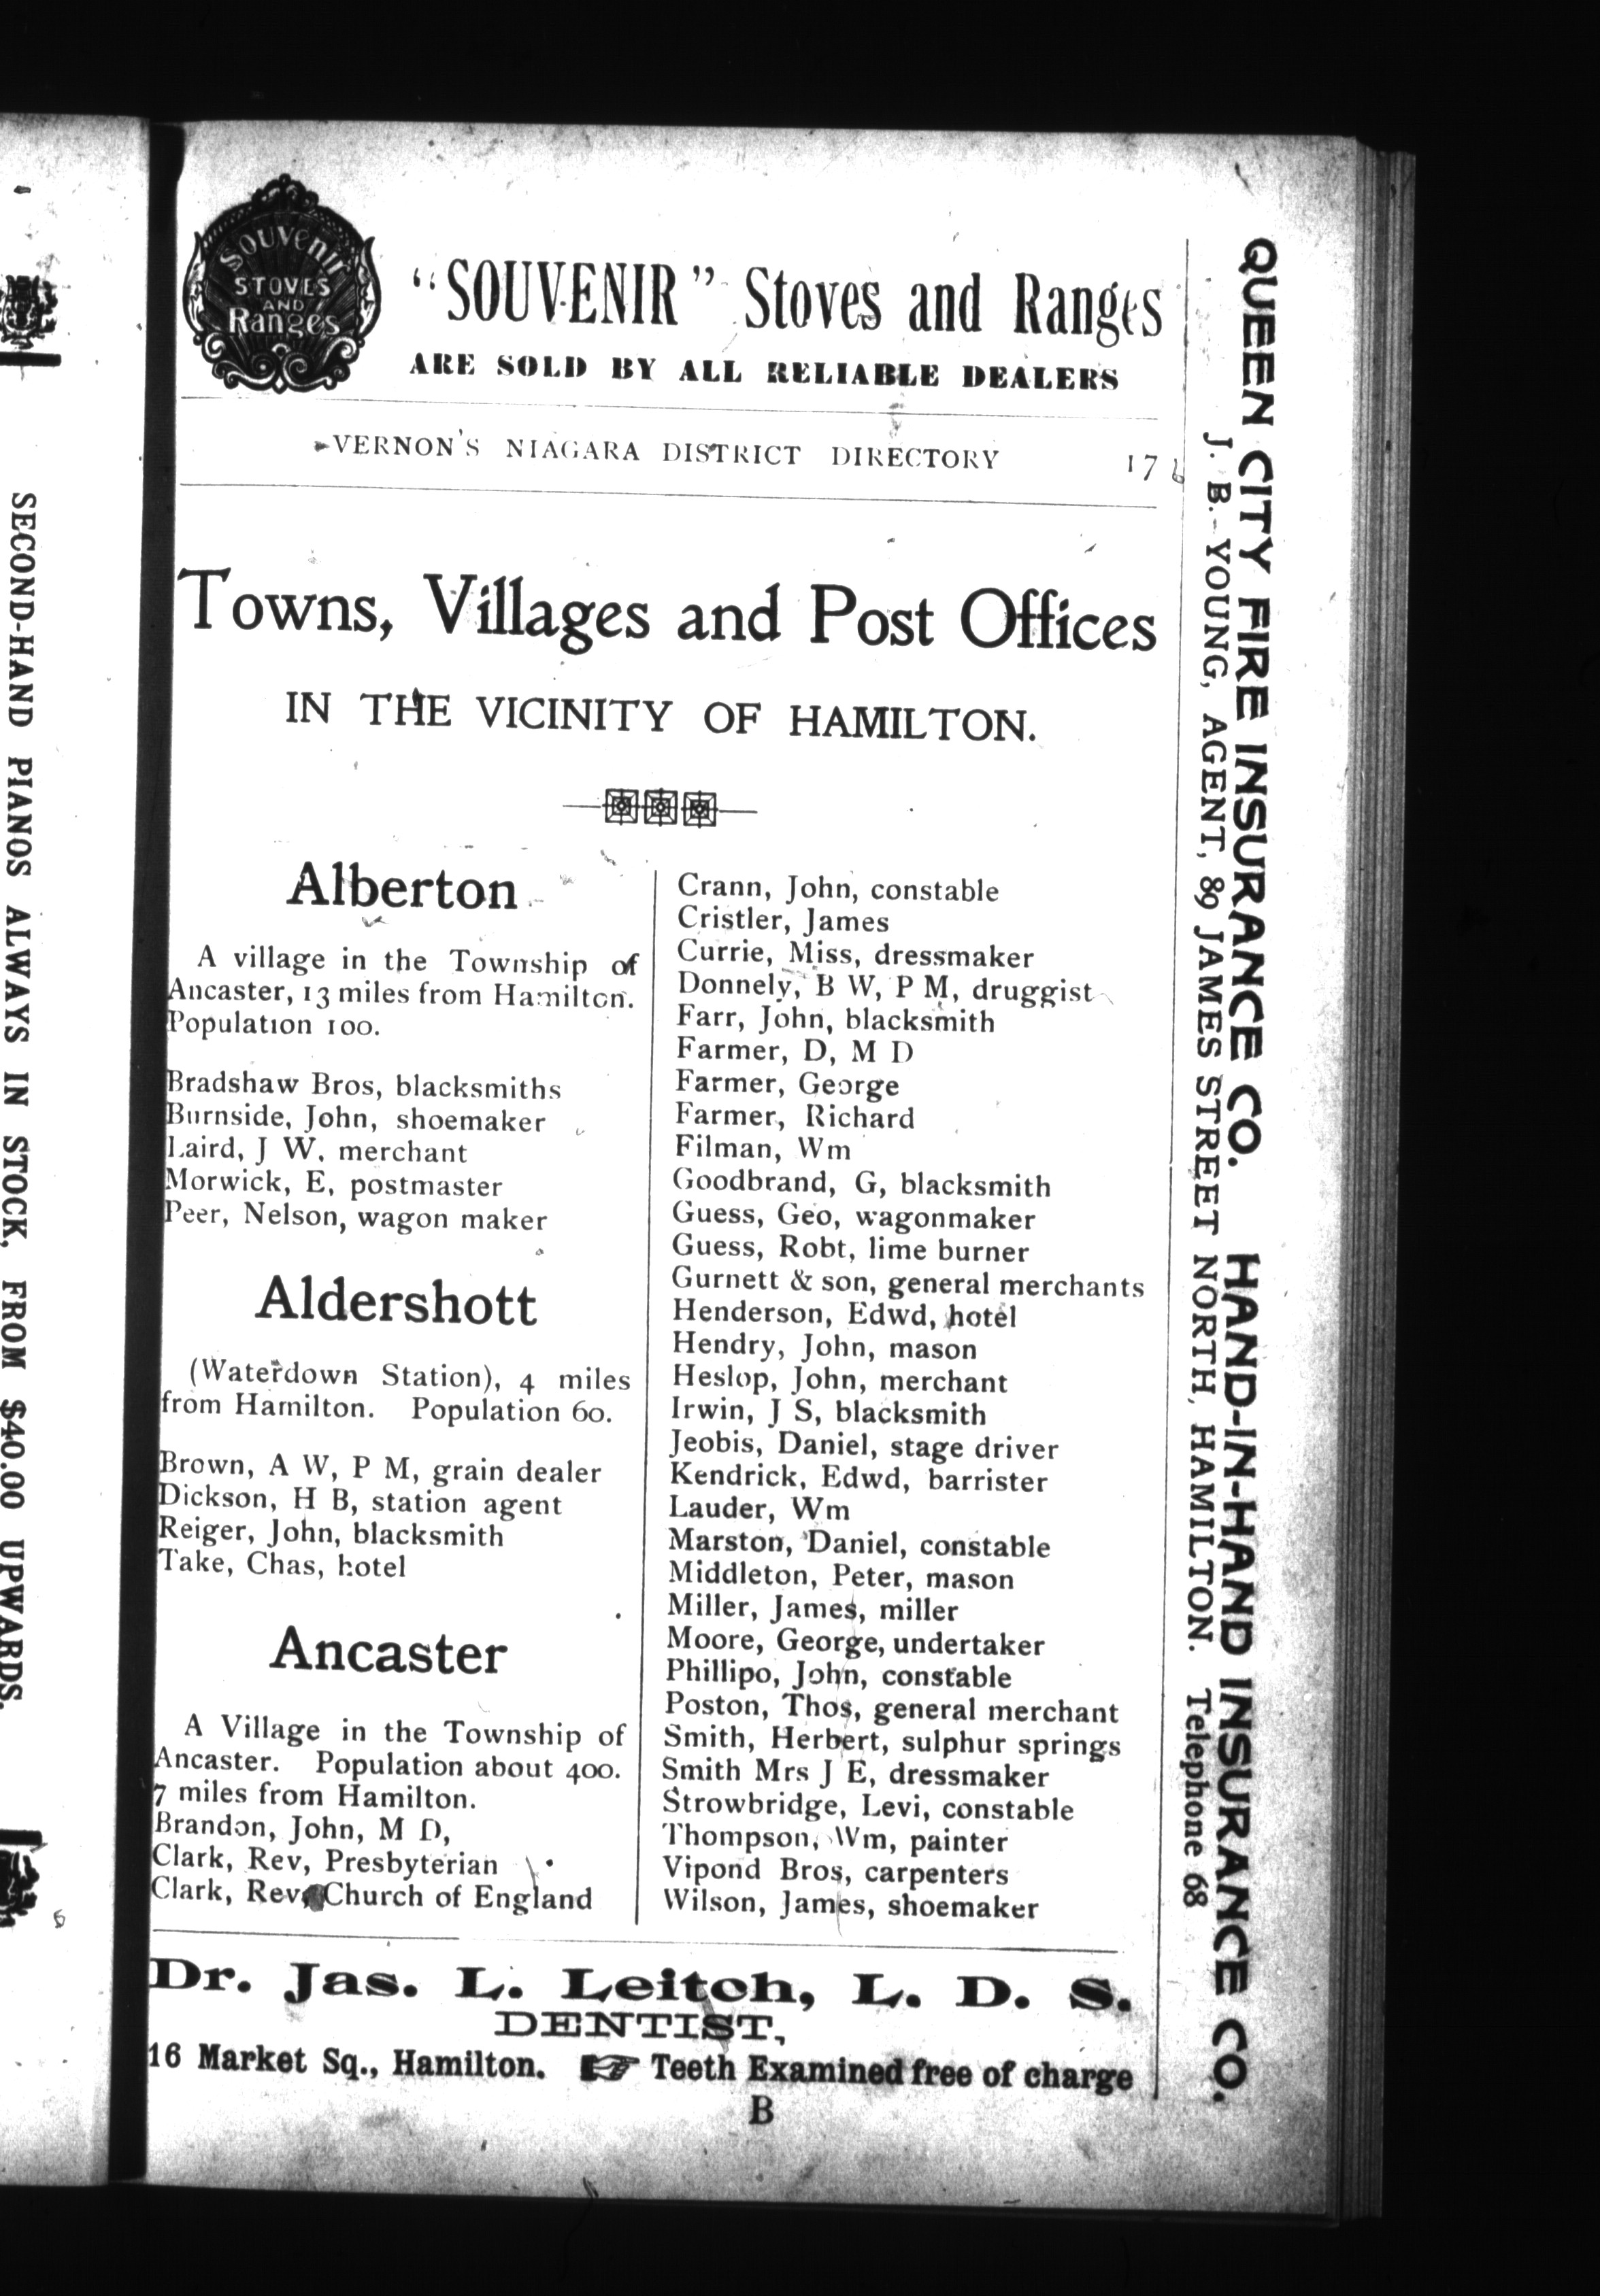 Souvenir
STOVES
AND
Ranges
"SOUVENIR" Stoves and Ranges
ARE SOLD BY ALL RELIABLE DEALERS
VERNON'S NIAGARA DISTRICT DIRECTORY 17
Towns, Villages and Post Offices
IN THE VICINITY OF HAMILTON.
Alberton
A village in the Township of
Ancaster, 13 miles from Hamilton.
Population 100.
Bradshaw Bros, blacksmiths
Burnside, John, shoemaker
Laird, J W, merchant
Morwick, E, postmaster
Peer, Nelson, wagon maker
Aldershott
(Waterdown Station), 4 miles
from Hamilton. Population 60.
Brown, A W, P M, grain dealer
Dickson, H B, station agent
Reiger, John, blacksmith
Take, Chas, hotel
Ancaster
A Village in the Township of
Ancaster. Population about 400.
7 miles from Hamilton.
Brandon, John, M D,
Clark, Rev, Presbyterian
Clark, Rev, Church of England
Crann, John, constable
Cristler, James
Currie, Miss, dressmaker
Donnely, B W, P M, druggist
Farr, John, blacksmith
Farmer, D, M D
Farmer, George
Farmer, Richard
Filman, Wm
Goodbrand, G, blacksmith
Guess, Geo, wagonmaker
Guess, Robt, lime burner
Gurnett & son, general merchants
Henderson, Edwd, hotel
Hendry, John, mason
Heslop, John, merchant
Irwin, J S, blacksmith
Jeobis, Daniel, stage driver
Kendrick, Edwd, barrister
Lauder, Wm
Marston, Daniel, constable
Middleton, Peter, mason
Miller, James, miller
Moore, George, undertaker
Phillipo, John, constable
Poston, Thos, general merchant
Smith, Herbert, sulphur springs
Smith Mrs J E, dressmaker
Strowbridge, Levi, constable
Thompson, Wm, painter
Vipond Bros, carpenters
Wilson, James, shoemaker
Dr. Jas. L. Leitch, L. D. S.
DENTIST,
16 Market Sq., Hamilton. ☞ Teeth Examined free of charge
B
QUEEN CITY FIRE INSURANCE CO. HAND-IN-HAND INSURANCE CO.
J. B. YOUNG, AGENT, 89 JAMES STREET NORTH, HAMILTON. Telephone 68
SECOND-HAND PIANOS ALWAYS IN STOCK, FROM $40.00 UPWARDS.